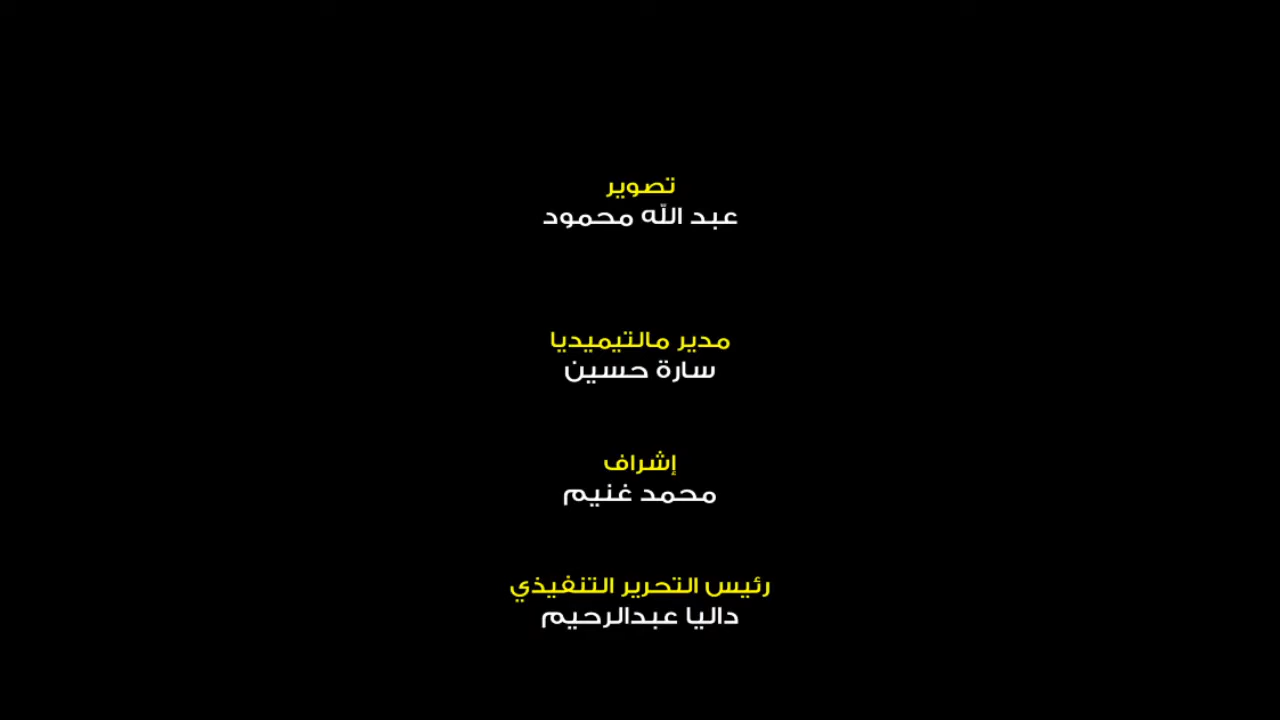 تصوير
عبد الله محمود
مدير مالتيميديا
سارة حسين
إشراف
محمد غنيم
رئيس التحرير التنفيذي
داليا عبدالرحيم